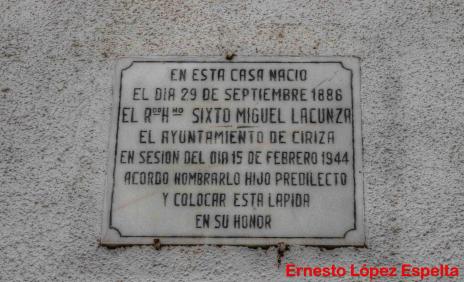 EN ESTA CASA NACIO
EL DIA 29 DE SEPTIEMBRE 1886
EL RDO HNO SIXTO MIGUEL LACUNZA
EL AYUNTAMIENTO DE CIRIZA
EN SESION DEL DIA 15 DE FEBRERO 1944
ACORDO NOMBRARLO HIJO PREDILECTO
Y COLOCAR ESTA LAPIDA
EN SU HONOR
Ernesto López Espelta